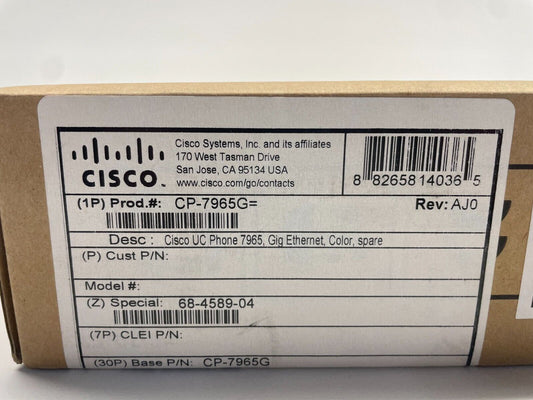 Cisco Systems, Inc. and its affiliates
170 West Tasman Drive
San Jose, CA 95134 USA
www.cisco.com/go/contacts
CISCO
8 82658 14036 5
(1P) Prod.#: CP-7965G=
Rev: AJ0
Desc : Cisco UC Phone 7965, Gig Ethernet, Color, spare
(P) Cust P/N:
Model #:
(Z) Special: 68-4589-04
(7P) CLEI P/N:
(30P) Base P/N: CP-7965G